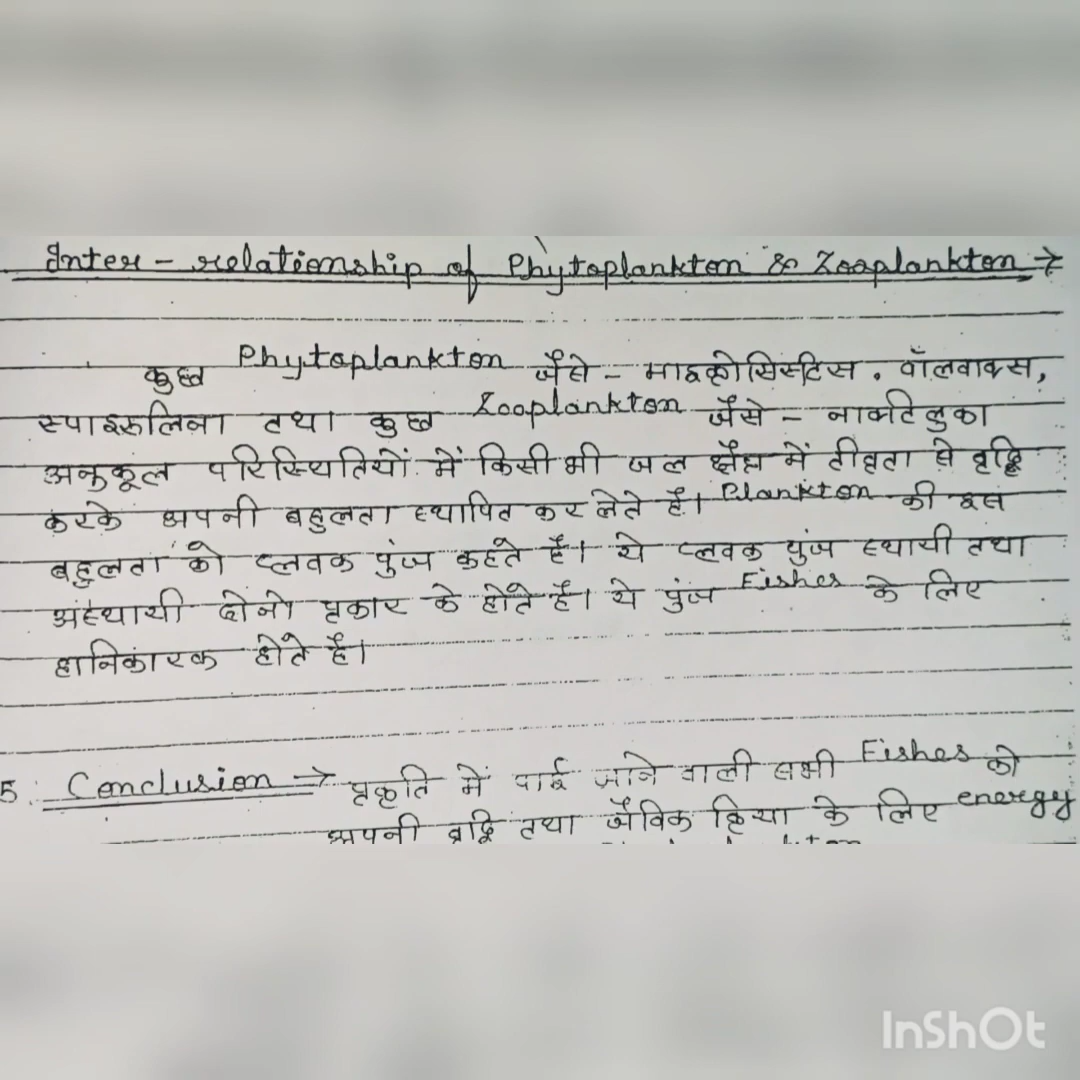 Inter - relationship of Phytoplankton & Zooplankton →
कुछ Phytoplankton जैसे - माइक्रोसिस्टिस, वॉलवाक्स,
स्पाइरुलिना तथा कुछ Zooplankton जैसे - नाक्टिलुका
अनुकूल परिस्थितियों में किसी भी जल क्षैत्र में तीव्रता से वृद्धि
करके अपनी बहुलता स्थापित कर लेते है। Plankton की इस
बहुलता को प्लवक पुंज कहते है। ये प्लवक पुंज स्थायी तथा
अस्थायी दोनो प्रकार के होते है। ये पुंज Fishes के लिए
हानिकारक होते है।
5. Conclusion → प्रकृति में पाई जाने वाली सभी Fishes को
अपनी व्रद्धि तथा जैविक क्रिया के लिए energy
InShOt